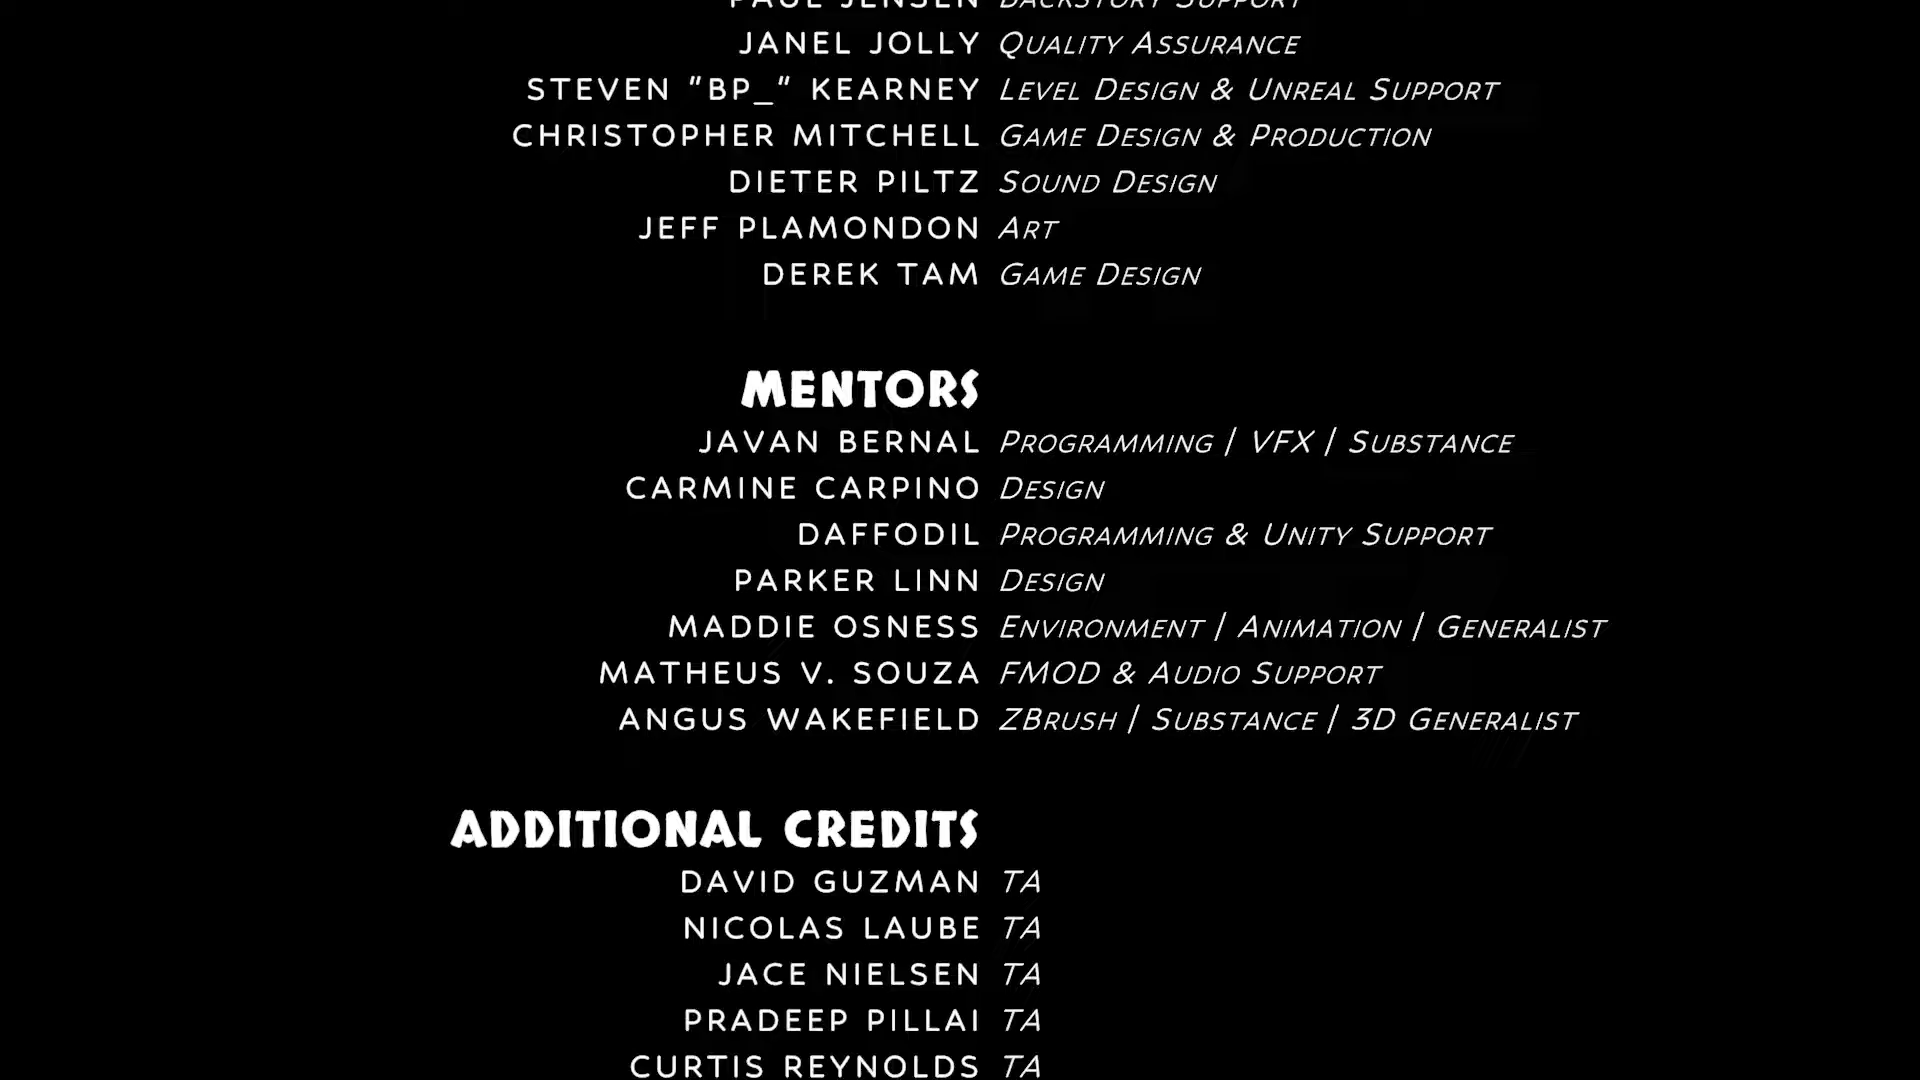 PAUL JENSEN Backstory Support
JANEL JOLLY Quality Assurance
STEVEN "BP_" KEARNEY Level Design & Unreal Support
CHRISTOPHER MITCHELL Game Design & Production
DIETER PILTZ Sound Design
JEFF PLAMONDON Art
DEREK TAM Game Design
MENTORS
JAVAN BERNAL Programming / VFX / Substance
CARMINE CARPINO Design
DAFFODIL Programming & Unity Support
PARKER LINN Design
MADDIE OSNESS Environment / Animation / Generalist
MATHEUS V. SOUZA FMOD & Audio Support
ANGUS WAKEFIELD ZBrush / Substance / 3D Generalist
ADDITIONAL CREDITS
DAVID GUZMAN TA
NICOLAS LAUBE TA
JACE NIELSEN TA
PRADEEP PILLAI TA
CURTIS REYNOLDS TA